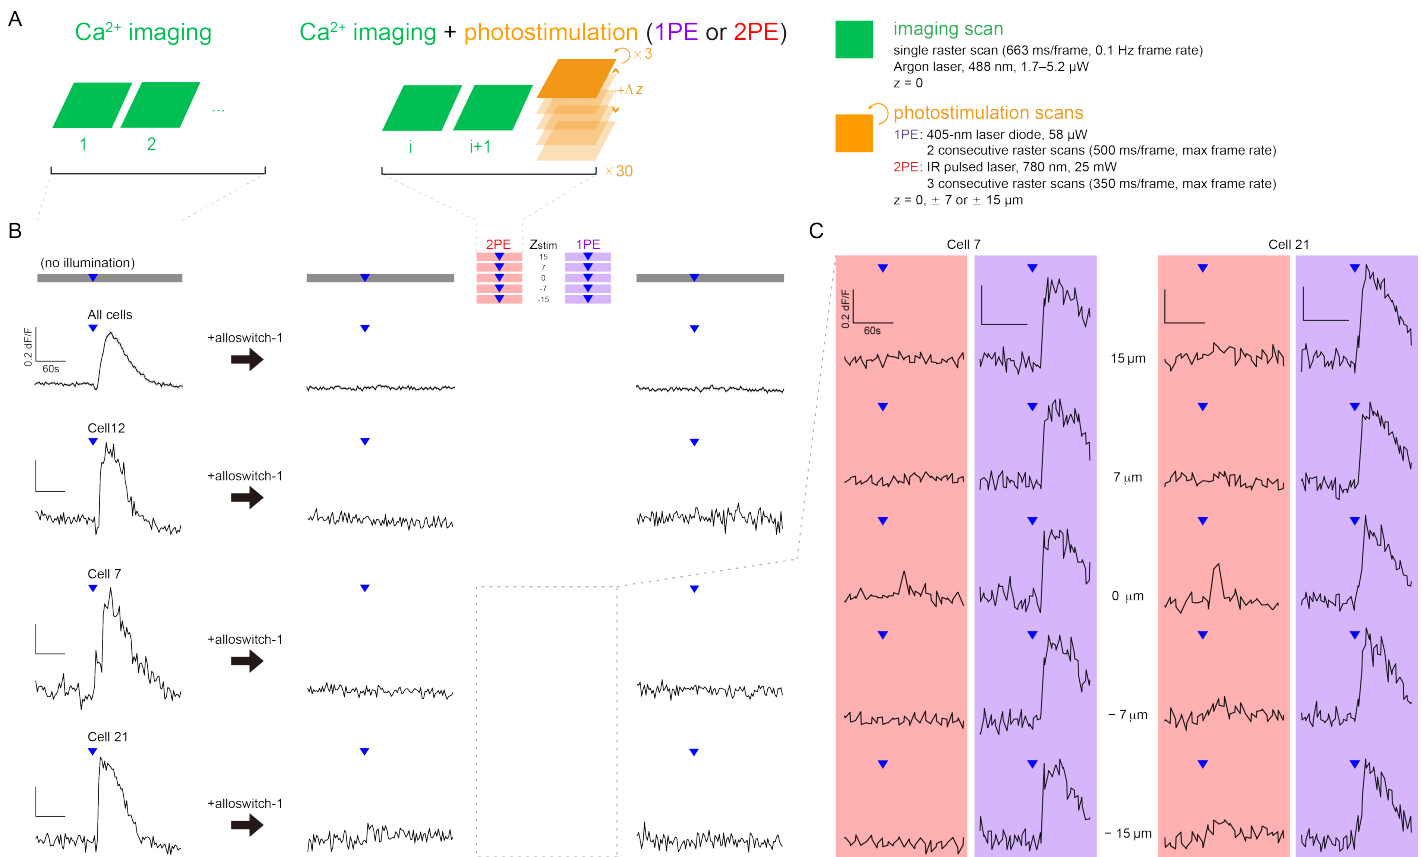 A
Ca2+ imaging
1
2
...
Ca2+ imaging + photostimulation (1PE or 2PE)
×3
+Δ z
i
i+1
×30
imaging scan
single raster scan (663 ms/frame, 0.1 Hz frame rate)
Argon laser, 488 nm, 1.7–5.2 µW
z = 0
photostimulation scans
1PE: 405-nm laser diode, 58 µW
2 consecutive raster scans (500 ms/frame, max frame rate)
2PE: IR pulsed laser, 780 nm, 25 mW
3 consecutive raster scans (350 ms/frame, max frame rate)
z = 0, ± 7 or ± 15 µm
B
(no illumination)
2PE
Zstim
1PE
15
7
0
-7
-15
All cells
0.2 dF/F
60s
+alloswitch-1
Cell12
+alloswitch-1
Cell 7
+alloswitch-1
Cell 21
+alloswitch-1
C
Cell 7
Cell 21
0.2 dF/F
60s
15 µm
7 µm
0 µm
− 7 µm
− 15 µm